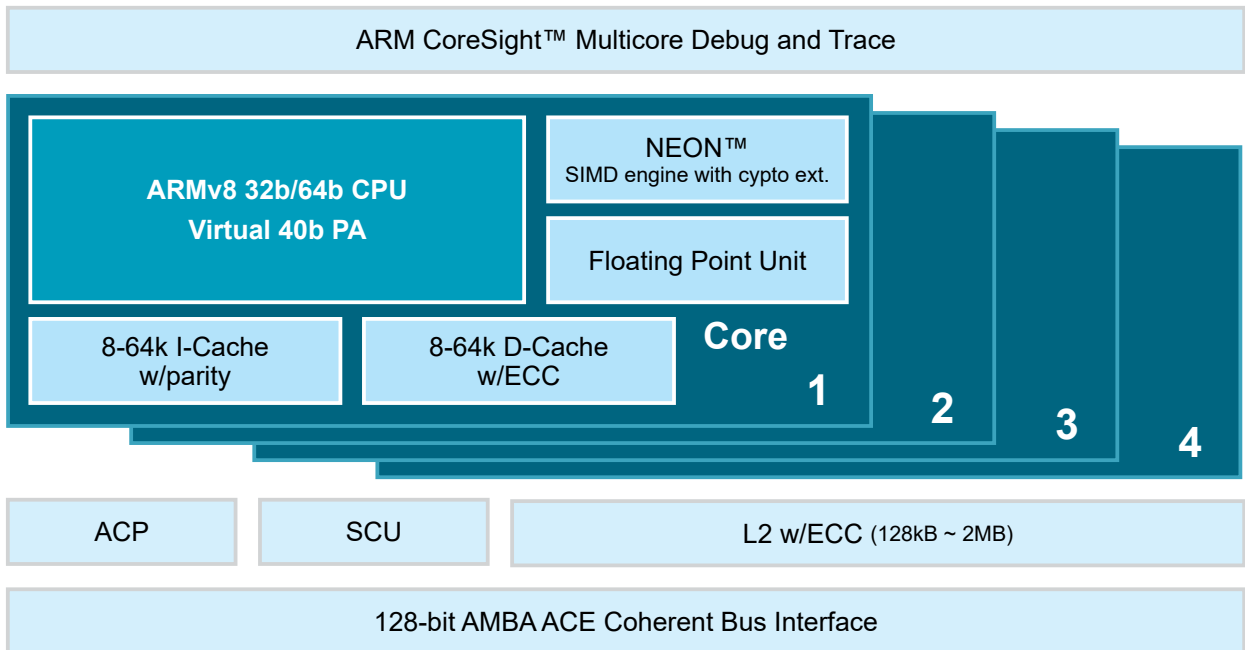 ARM CoreSight™ Multicore Debug and Trace
ARMv8 32b/64b CPU
Virtual 40b PA
NEON™
SIMD engine with cypto ext.
Floating Point Unit
8-64k I-Cache
w/parity
8-64k D-Cache
w/ECC
Core
1
2
3
4
ACP
SCU
L2 w/ECC (128kB ~ 2MB)
128-bit AMBA ACE Coherent Bus Interface